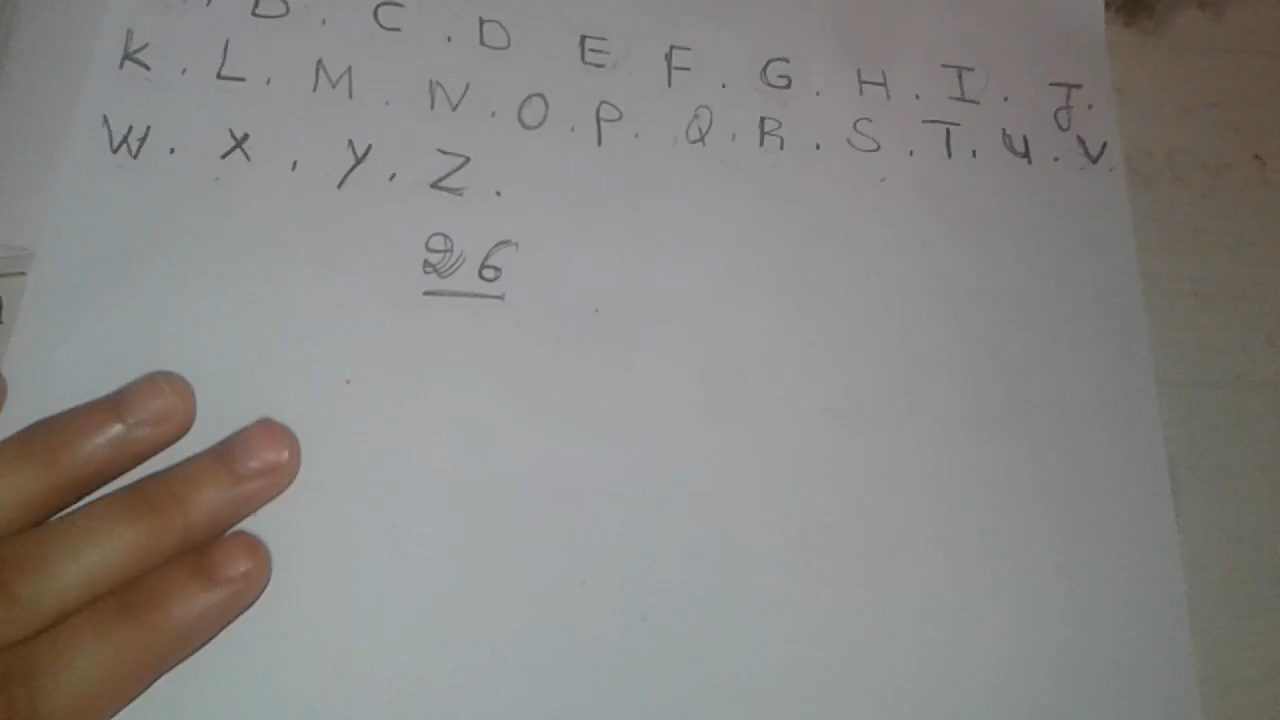 . B . C . D E F . G . H . I . J.
K . L . M . N . O . P . Q . R . S . T . U . V.
W . X , Y . Z .
26